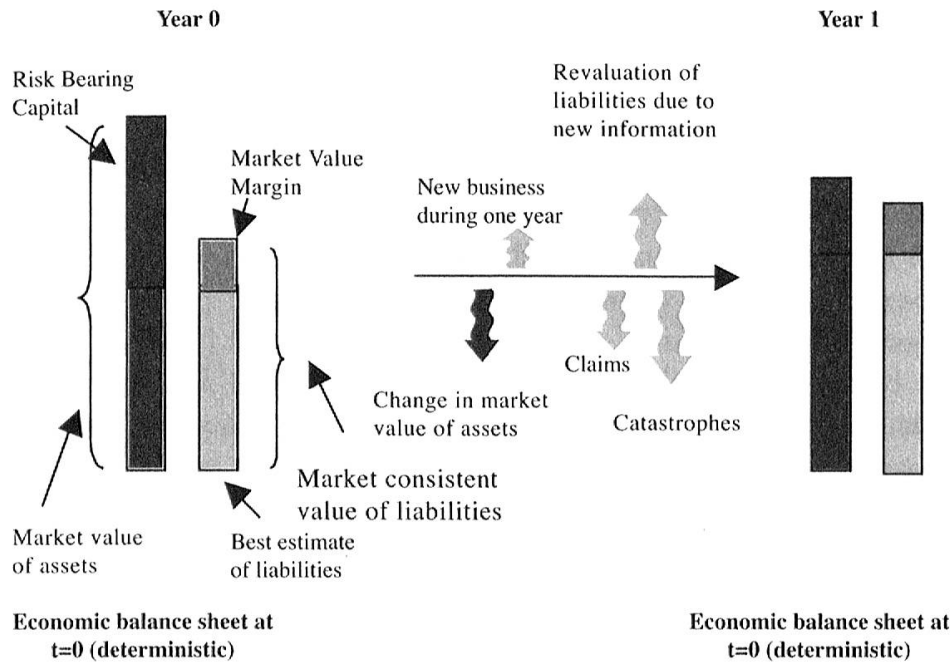 Year 0
Year 1
Risk Bearing
Capital
Market Value
Margin
New business
during one year
Revaluation of
liabilities due to
new information
Change in market
value of assets
Claims
Catastrophes
Market consistent
value of liabilities
Market value
of assets
Best estimate
of liabilities
Economic balance sheet at
t=0 (deterministic)
Economic balance sheet at
t=0 (deterministic)